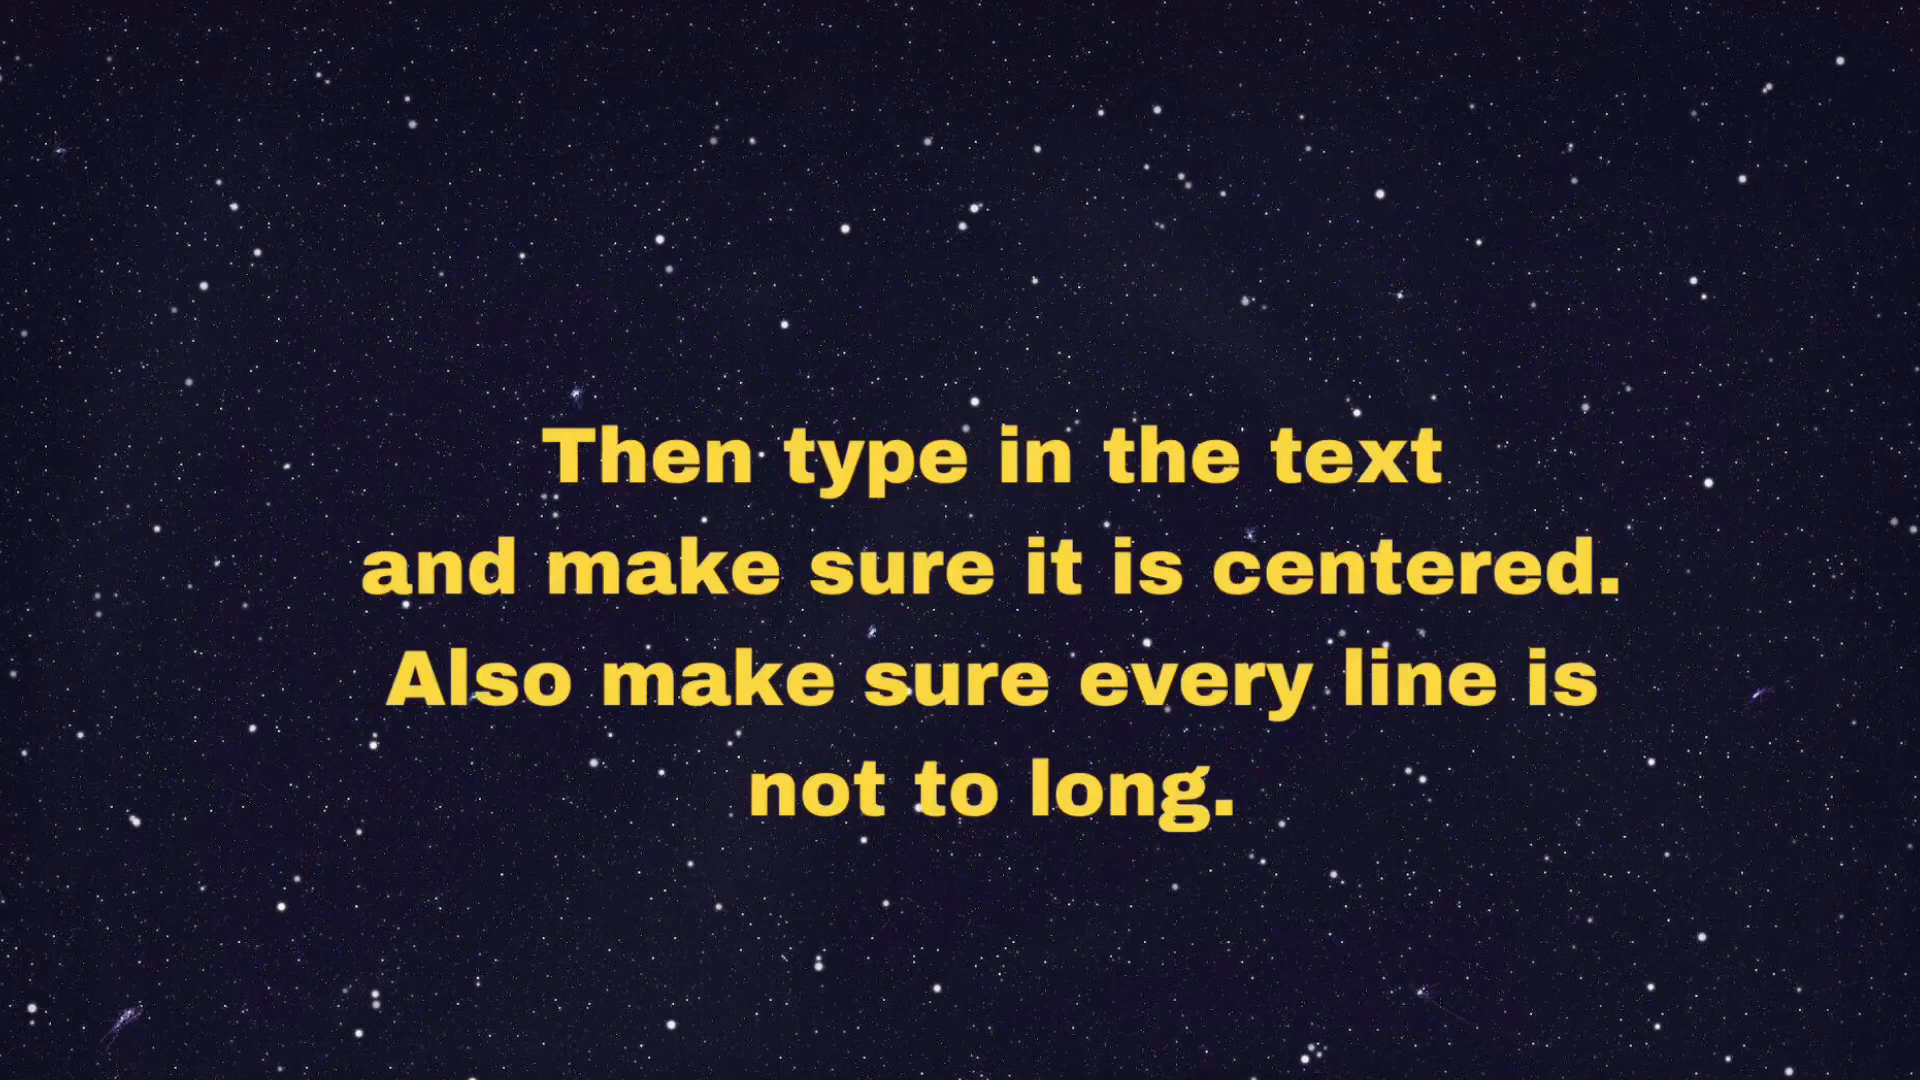 Then type in the text
and make sure it is centered.
Also make sure every line is
not to long.